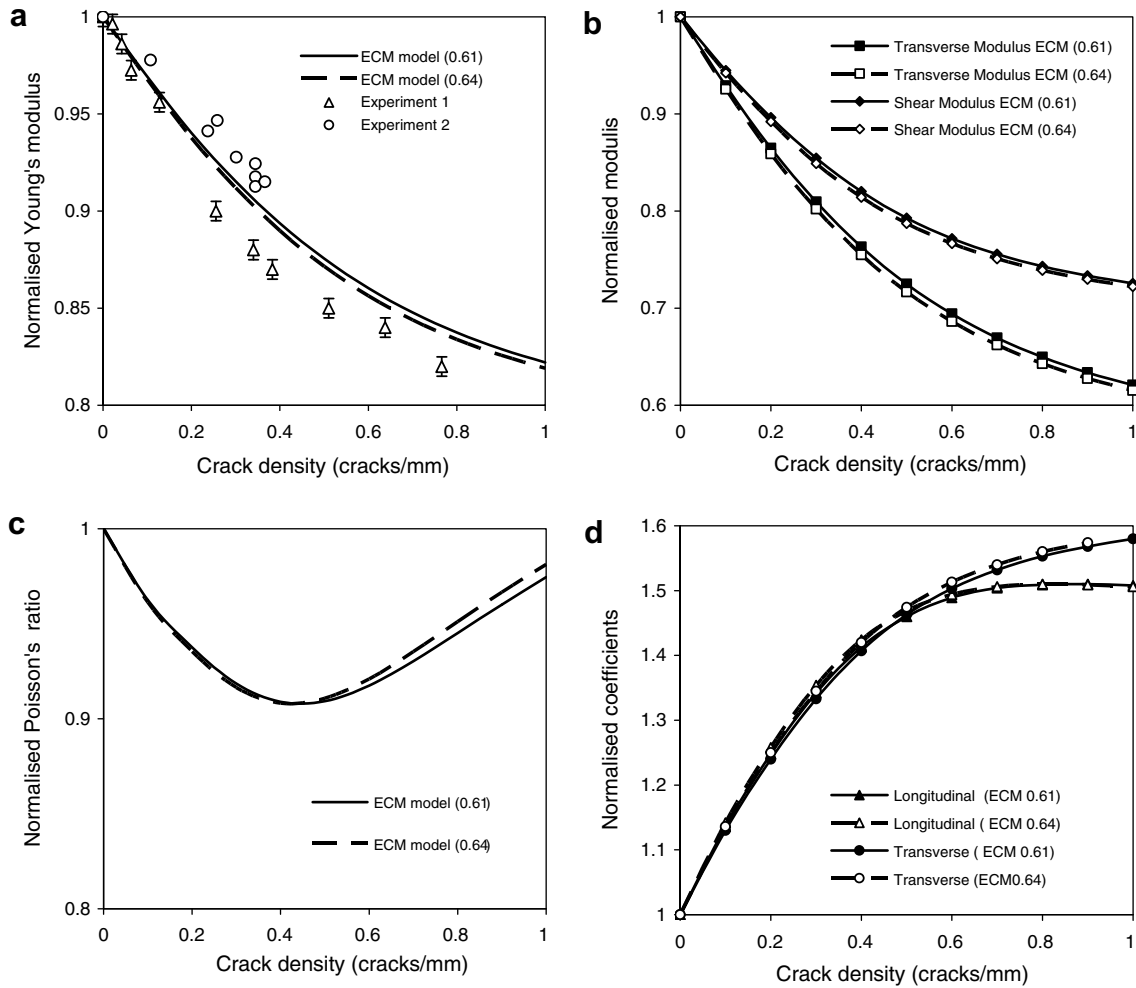 a
1
0.95
0.9
0.85
0.8
0
0.2
0.4
0.6
0.8
1
Normalised Young's modulus
Crack density (cracks/mm)
ECM model (0.61)
ECM model (0.64)
Experiment 1
Experiment 2
b
1
0.9
0.8
0.7
0.6
0
0.2
0.4
0.6
0.8
1
Normalised modulis
Crack density (cracks/mm)
Transverse Modulus ECM (0.61)
Transverse Modulus ECM (0.64)
Shear Modulus ECM (0.61)
Shear Modulus ECM (0.64)
c
1
0.9
0.8
0
0.2
0.4
0.6
0.8
1
Normalised Poisson's ratio
Crack density (cracks/mm)
ECM model (0.61)
ECM model (0.64)
d
1.6
1.5
1.4
1.3
1.2
1.1
1
0
0.2
0.4
0.6
0.8
1
Normalised coefficients
Crack density (cracks/mm)
Longitudinal (ECM 0.61)
Longitudinal ( ECM 0.64)
Transverse ( ECM 0.61)
Transverse (ECM0.64)